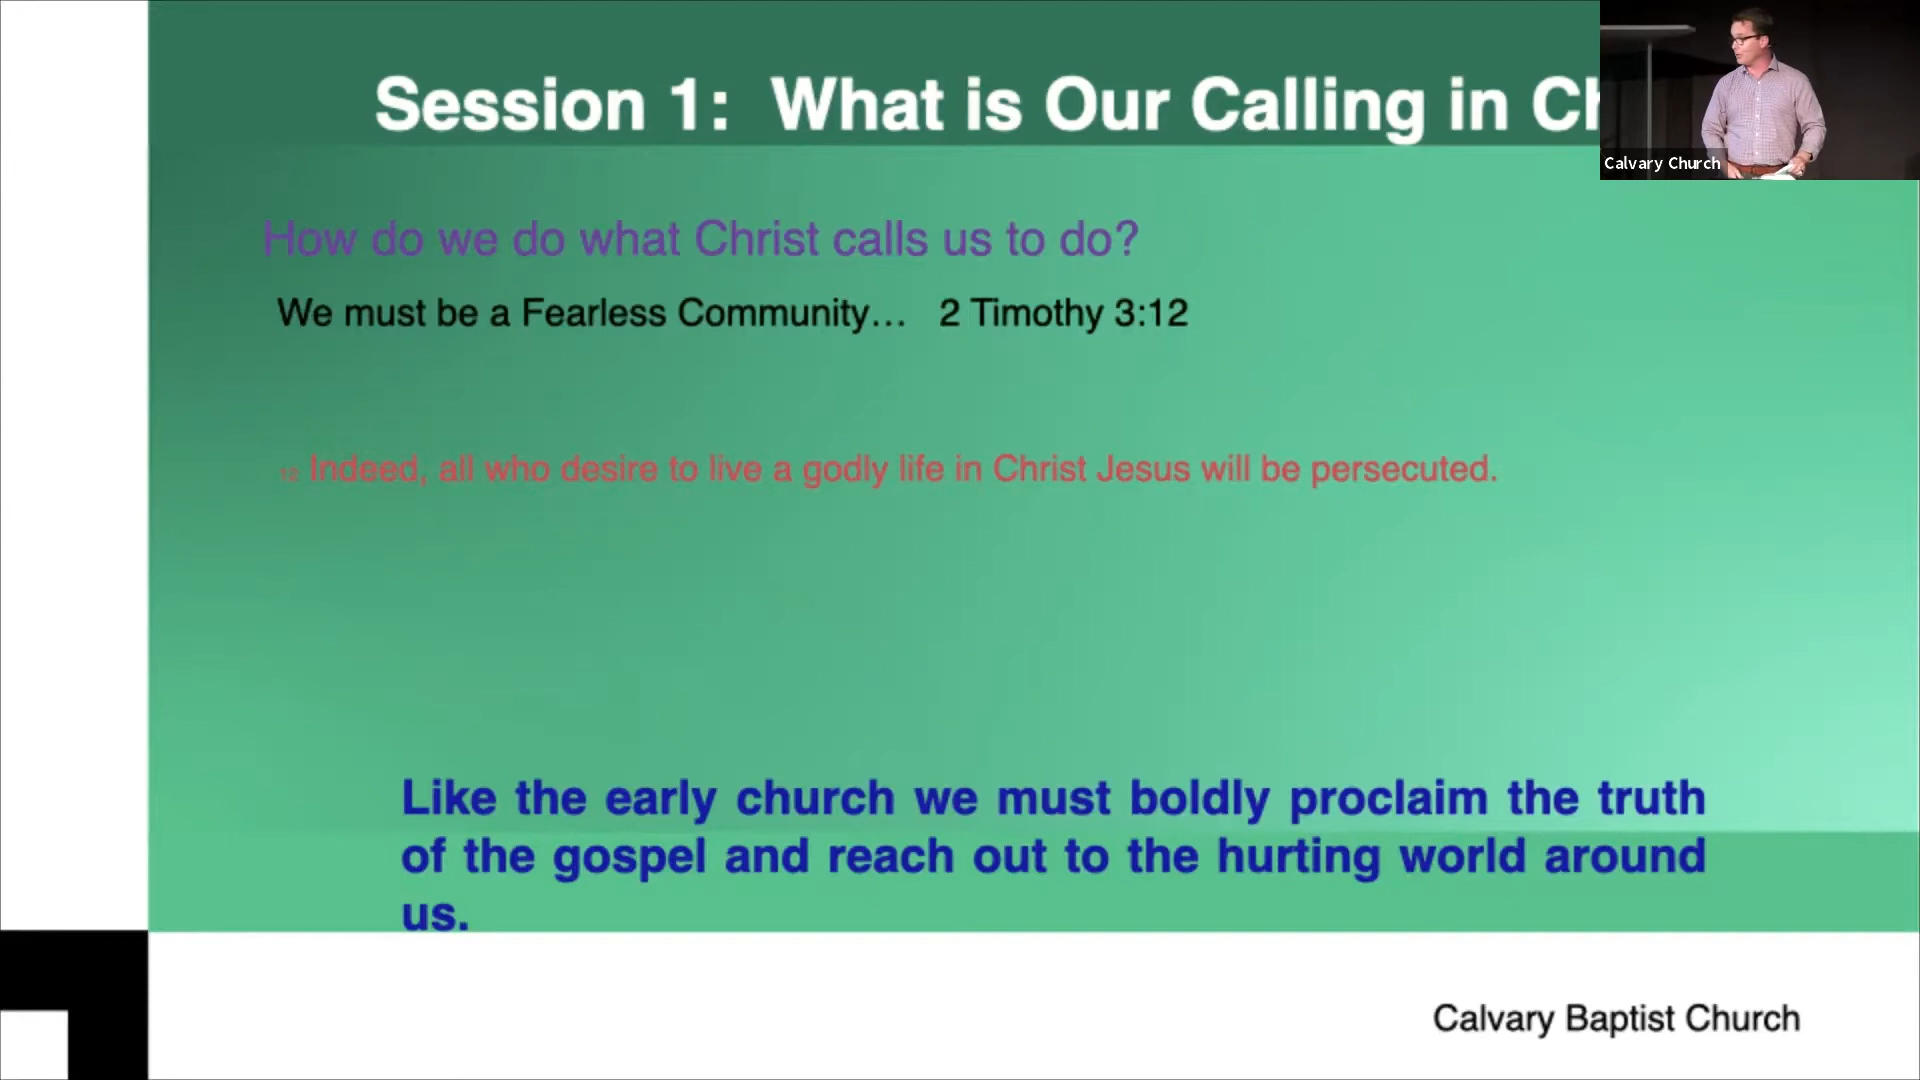 Session 1: What is Our Calling in Ch
Calvary Church
How do we do what Christ calls us to do?
We must be a Fearless Community... 2 Timothy 3:12
12 Indeed, all who desire to live a godly life in Christ Jesus will be persecuted.
Like the early church we must boldly proclaim the truth
of the gospel and reach out to the hurting world around
us.
Calvary Baptist Church